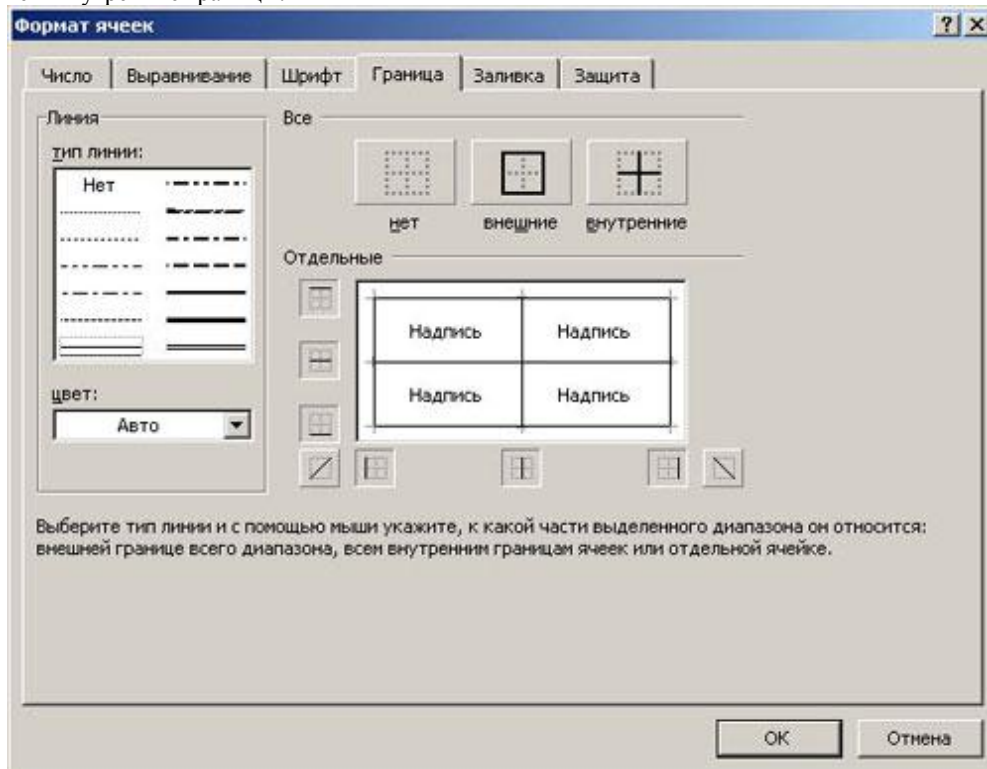 Формат ячеек
Число Выравнивание Шрифт Граница Заливка Защита
Линия
тип линии:
Нет
цвет:
Авто
Все
нет внешние внутренние
Отдельные
Надпись Надпись
Надпись Надпись
Выберите тип линии и с помощью мыши укажите, к какой части выделенного диапазона он относится:
внешней границе всего диапазона, всем внутренним границам ячеек или отдельной ячейке.
OK Отмена